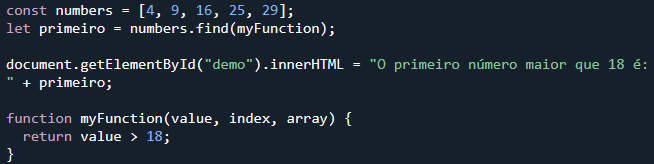 const numbers = [4, 9, 16, 25, 29];
let primeiro = numbers.find(myFunction);

document.getElementById("demo").innerHTML = "O primeiro número maior que 18 é:
" + primeiro;

function myFunction(value, index, array) {
  return value > 18;
}